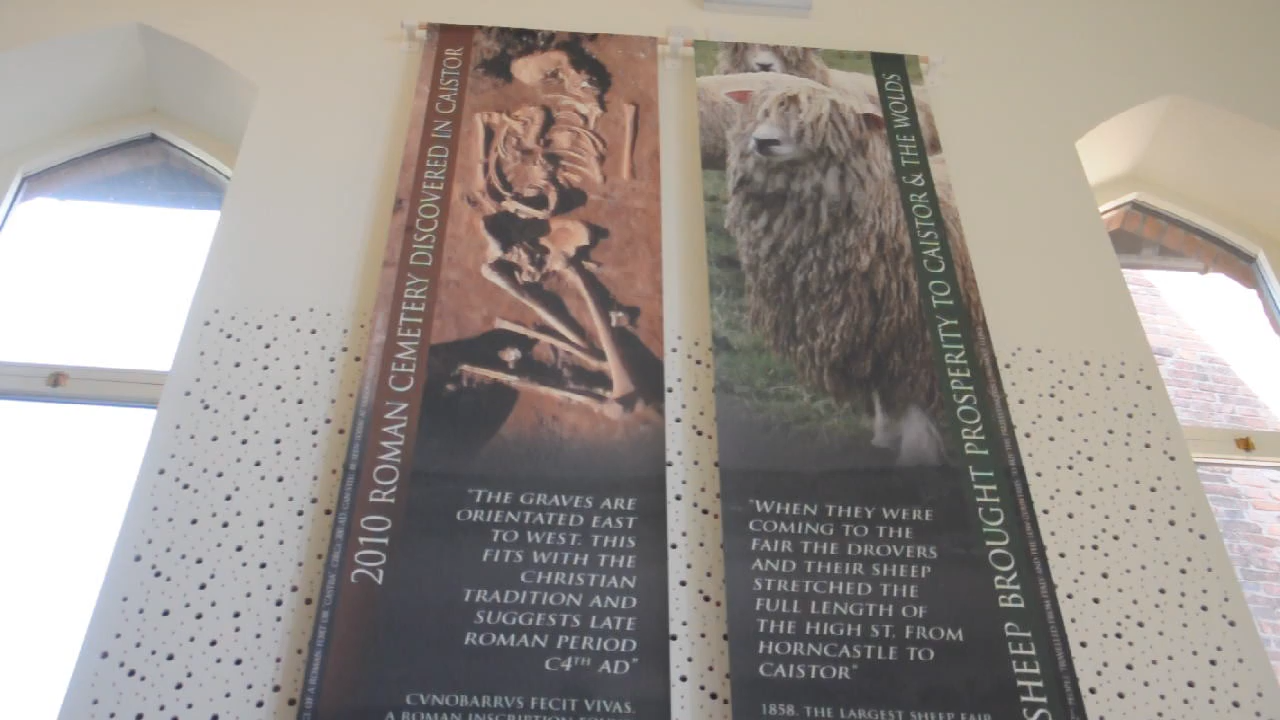 2010 ROMAN CEMETERY DISCOVERED IN CAISTOR
"THE GRAVES ARE
ORIENTATED EAST
TO WEST. THIS
FITS WITH THE
CHRISTIAN
TRADITION AND
SUGGESTS LATE
ROMAN PERIOD
C4TH AD"
CVNOBARRVS FECIT VIVAS.
A ROMAN INSCRIPTION
SHEEP BROUGHT PROSPERITY TO CAISTOR & THE WOLDS
"WHEN THEY WERE
COMING TO THE
FAIR THE DROVERS
AND THEIR SHEEP
STRETCHED THE
FULL LENGTH OF
THE HIGH ST, FROM
HORNCASTLE TO
CAISTOR"
1858. THE LARGEST SHEEP FAIR